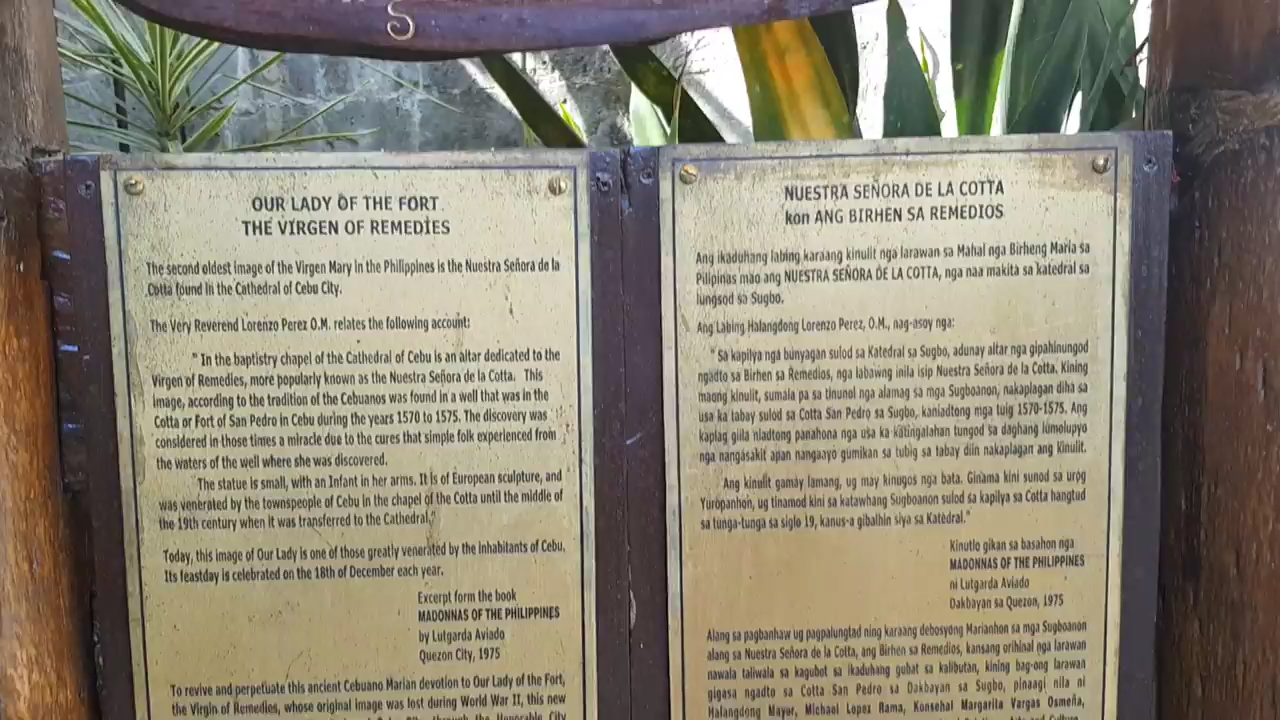 S
OUR LADY OF THE FORT
THE VIRGEN OF REMEDIES
The second oldest image of the Virgen Mary in the Philippines is the Nuestra Señora de la
Cotta found in the Cathedral of Cebu City.
The Very Reverend Lorenzo Perez O.M. relates the following account:
" In the baptistry chapel of the Cathedral of Cebu is an altar dedicated to the
Virgen of Remedies, more popularly known as the Nuestra Señora de la Cotta. This
image, according to the tradition of the Cebuanos was found in a well that was in the
Cotta or Fort of San Pedro in Cebu during the years 1570 to 1575. The discovery was
considered in those times a miracle due to the cures that simple folk experienced from
the waters of the well where she was discovered.
The statue is small, with an Infant in her arms. It is of European sculpture, and
was venerated by the townspeople of Cebu in the chapel of the Cotta until the middle of
the 19th century when it was transferred to the Cathedral."
Today, this image of Our Lady is one of those greatly venerated by the inhabitants of Cebu.
Its feastday is celebrated on the 18th of December each year.
Excerpt form the book
MADONNAS OF THE PHILIPPINES
by Lutgarda Aviado
Quezon City, 1975
To revive and perpetuate this ancient Cebuano Marian devotion to Our Lady of the Fort,
the Virgin of Remedies, whose original image was lost during World War II, this new
through the Honorable City
NUESTRA SEÑORA DE LA COTTA
kon ANG BIRHEN SA REMEDIOS
Ang ikaduhang labing karaang kinulit nga larawan sa Mahal nga Birheng Maria sa
Pilipinas mao ang NUESTRA SEÑORA DE LA COTTA, nga naa makita sa katedral sa
lungsod sa Sugbo.
Ang Labing Halangdong Lorenzo Perez, O.M., nag-asoy nga:
" Sa kapilya nga bunyagan sulod sa Katedral sa Sugbo, adunay altar nga gipahinungod
ngadto sa Birhen sa Remedios, nga labawng inila isip Nuestra Señora de la Cotta. Kining
maong kinulit, sumala pa sa tinunol nga alamag sa mga Sugboanon, nakaplagan diha sa
usa ka tabay sulod sa Cotta San Pedro sa Sugbo, kaniadtong mga tuig 1570-1575. Ang
kaplag giila niadtong panahona nga usa ka katingalahan tungod sa daghang lumolupyo
nga nangasakit apan nangaayo gumikan sa tubig sa tabay diin nakaplagan ang kinulit.
Ang kinulit gamay lamang, ug may kinugos nga bata. Ginama kini sunod sa urog
Yuropanhon, ug tinamod kini sa katawhang Sugboanon sulod sa kapilya sa Cotta hangtud
sa tunga-tunga sa siglo 19, kanus-a gibalhin siya sa Katedral."
Kinutlo gikan sa basahon nga
MADONNAS OF THE PHILIPPINES
ni Lutgarda Aviado
Dakbayan sa Quezon, 1975
Alang sa pagbanhaw ug pagpalungtad ning karaang debosyong Marianhon sa mga Sugboanon
alang sa Nuestra Señora de la Cotta, ang Birhen sa Remedios, kansang orihinal nga larawan
nawala taliwala sa kagubot sa ikaduhang gubat sa kalibutan, kining bag-ong larawan
gigasa ngadto sa Cotta San Pedro sa Dakbayan sa Sugbo, pinaagi nila ni
Halangdong Mayor, Michael Lopez Rama, Konsehal Margarita Vargas Osmeña,